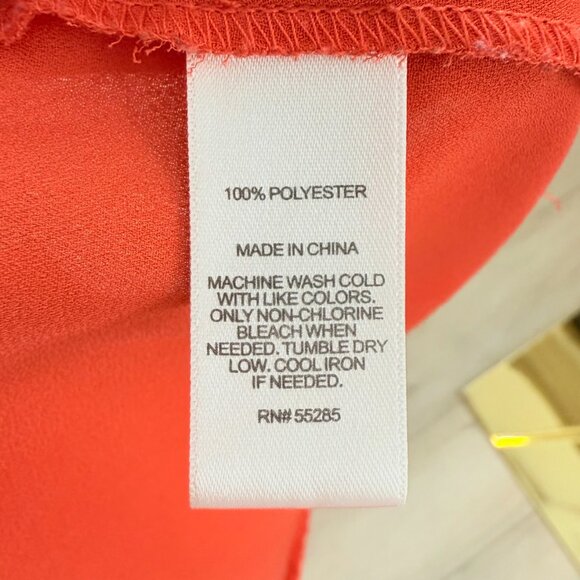 100% POLYESTER
MADE IN CHINA
MACHINE WASH COLD
WITH LIKE COLORS.
ONLY NON-CHLORINE
BLEACH WHEN
NEEDED. TUMBLE DRY
LOW. COOL IRON
IF NEEDED.
RN# 55285